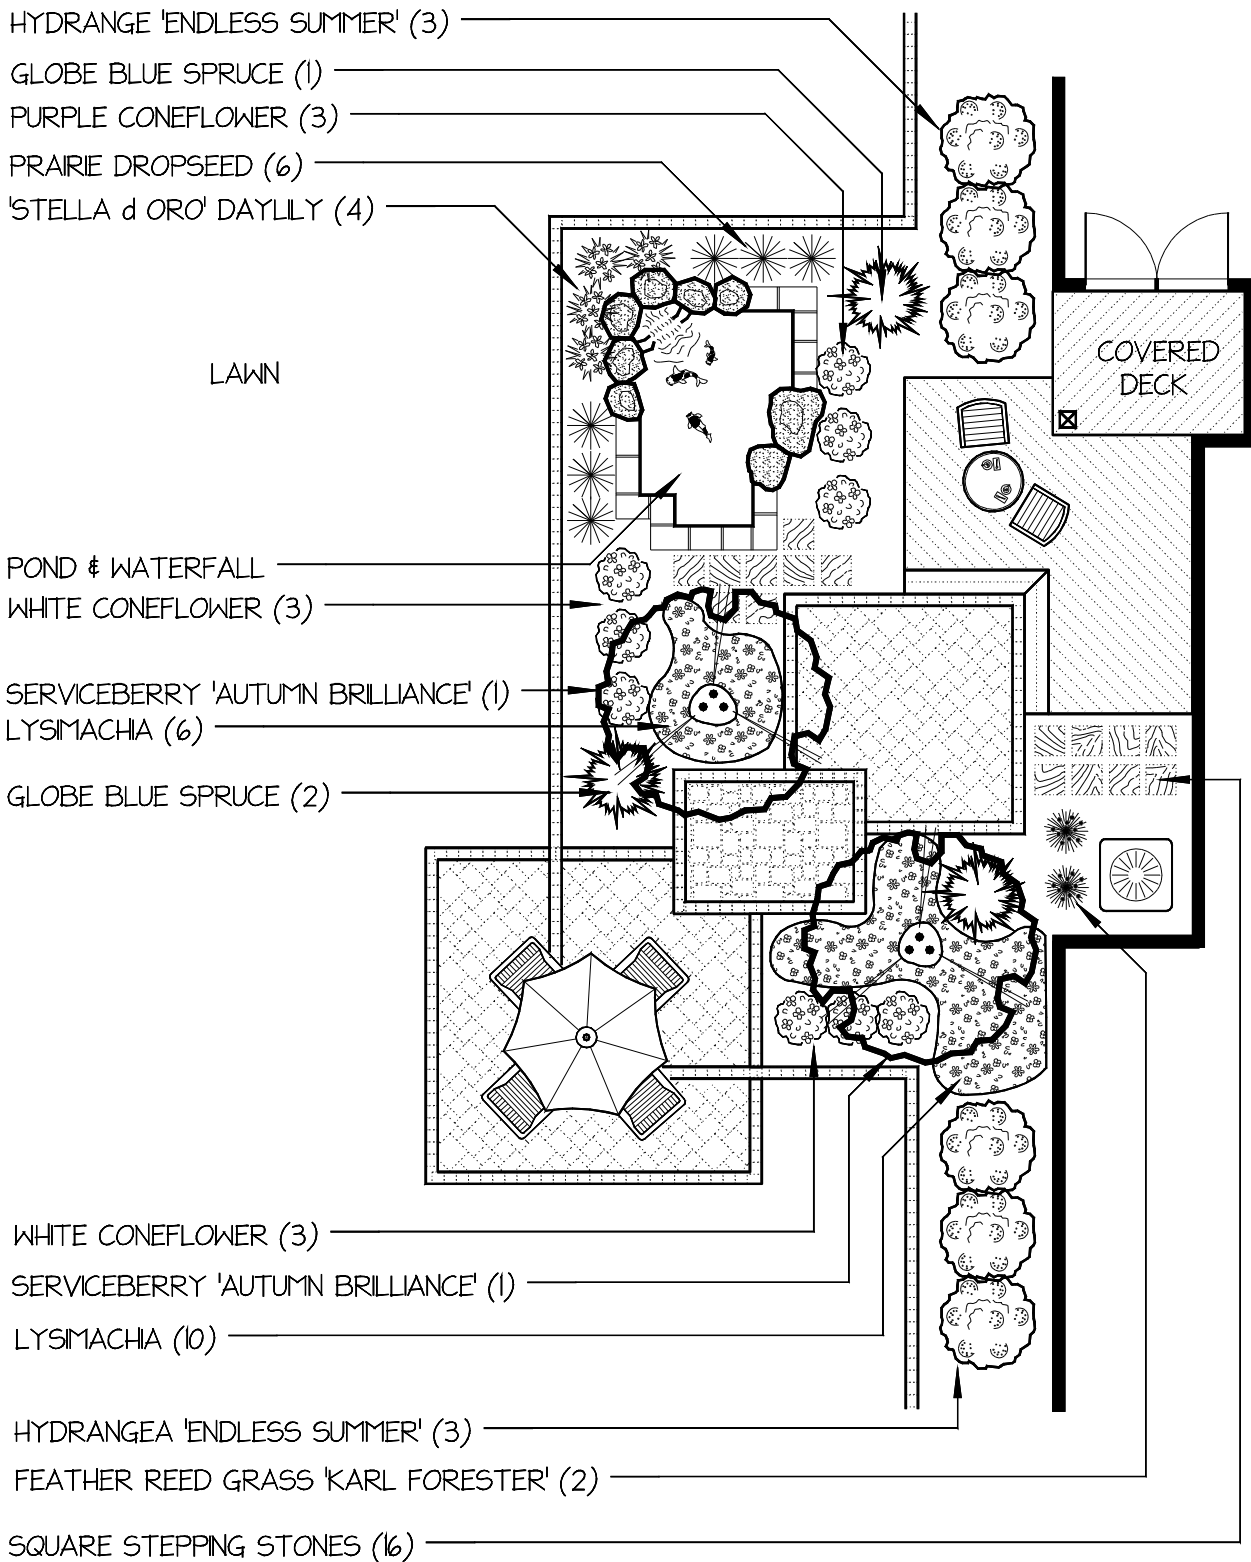 HYDRANGE 'ENDLESS SUMMER' (3)
GLOBE BLUE SPRUCE (1)
PURPLE CONEFLOWER (3)
PRAIRIE DROPSEED (6)
'STELLA d ORO' DAYLILY (4)
LAWN
COVERED
DECK
POND & WATERFALL
WHITE CONEFLOWER (3)
SERVICEBERRY 'AUTUMN BRILLIANCE' (1)
LYSIMACHIA (6)
GLOBE BLUE SPRUCE (2)
WHITE CONEFLOWER (3)
SERVICEBERRY 'AUTUMN BRILLIANCE' (1)
LYSIMACHIA (10)
HYDRANGEA 'ENDLESS SUMMER' (3)
FEATHER REED GRASS 'KARL FORESTER' (2)
SQUARE STEPPING STONES (16)